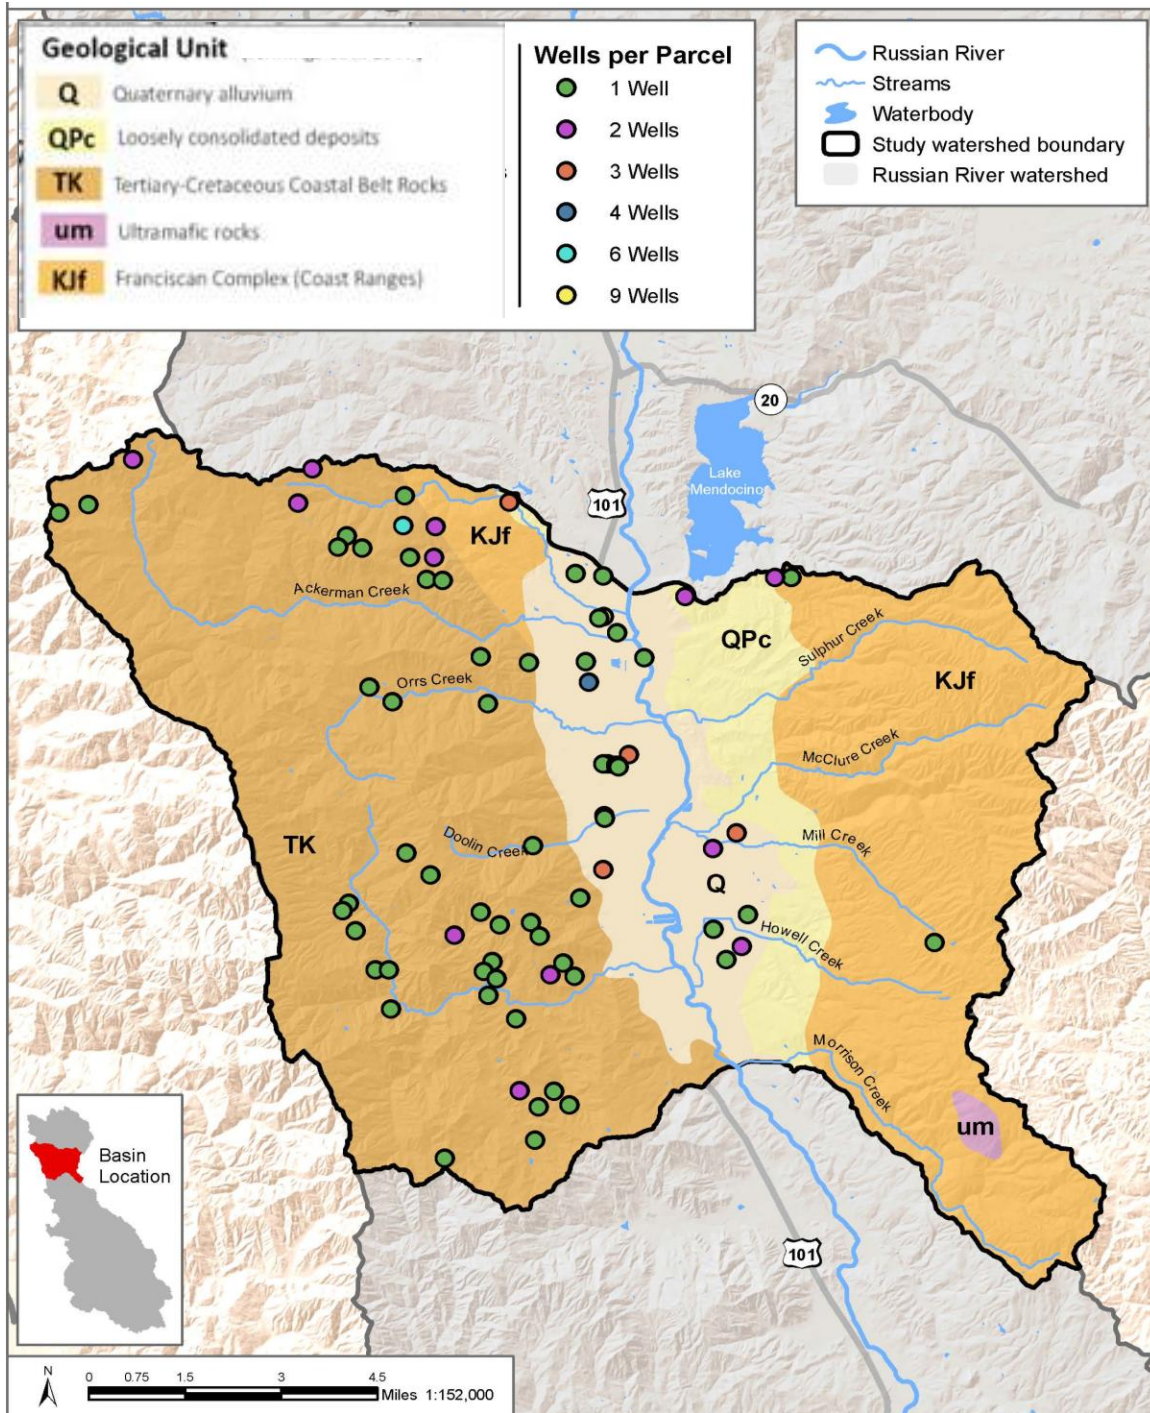 Geological Unit
Q Quaternary alluvium
QPc Loosely consolidated deposits
TK Tertiary-Cretaceous Coastal Belt Rocks
um Ultramafic rocks
KJf Franciscan Complex (Coast Ranges)
Wells per Parcel
1 Well
2 Wells
3 Wells
4 Wells
6 Wells
9 Wells
Russian River
Streams
Waterbody
Study watershed boundary
Russian River watershed
20
Lake
Mendocino
101
KJf
Ackerman Creek
QPc
Sulphur Creek
KJf
Orrs Creek
McClure Creek
TK
Doolin Creek
Mill Creek
Q
Howell Creek
Morrison Creek
um
Basin
Location
101
N
0 0.75 1.5 3 4.5
Miles 1:152,000